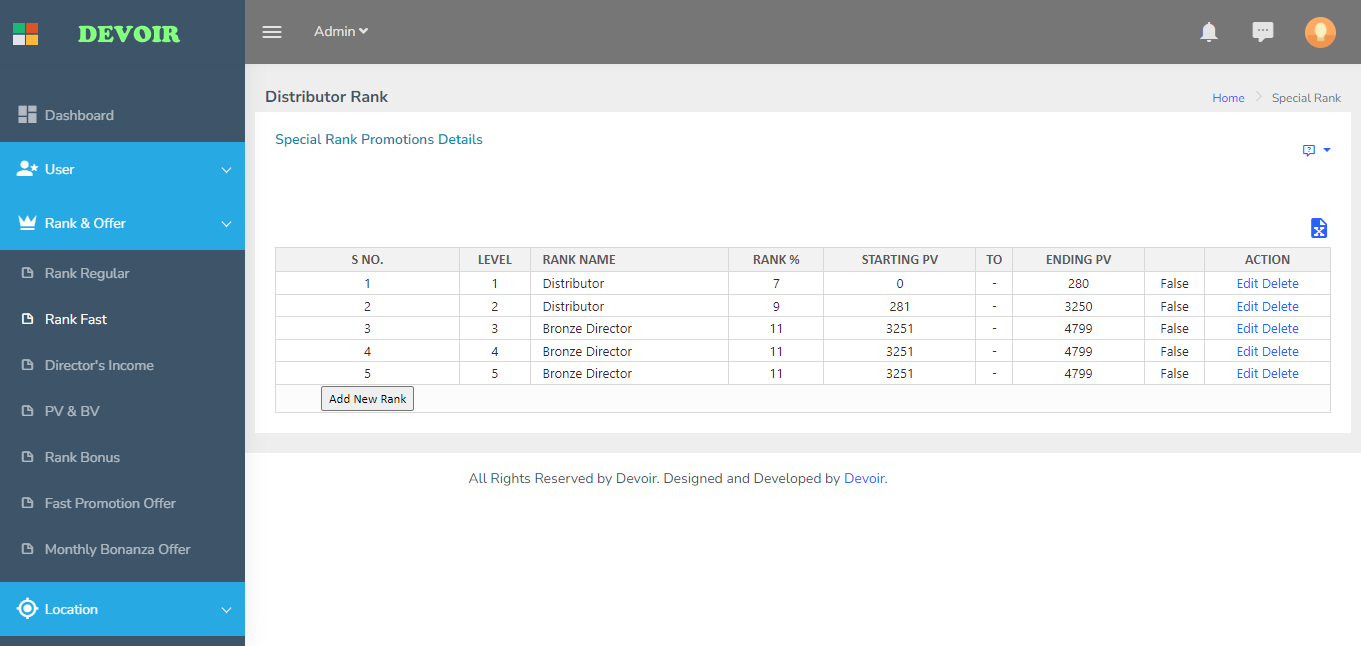 DEVOIR
Admin
Dashboard
User
Rank & Offer
Rank Regular
Rank Fast
Director's Income
PV & BV
Rank Bonus
Fast Promotion Offer
Monthly Bonanza Offer
Location
Distributor Rank
Home Special Rank
Special Rank Promotions Details
S NO. LEVEL RANK NAME RANK % STARTING PV TO ENDING PV ACTION
1 1 Distributor 7 0 - 280 False Edit Delete
2 2 Distributor 9 281 - 3250 False Edit Delete
3 3 Bronze Director 11 3251 - 4799 False Edit Delete
4 4 Bronze Director 11 3251 - 4799 False Edit Delete
5 5 Bronze Director 11 3251 - 4799 False Edit Delete
Add New Rank
All Rights Reserved by Devoir. Designed and Developed by Devoir.